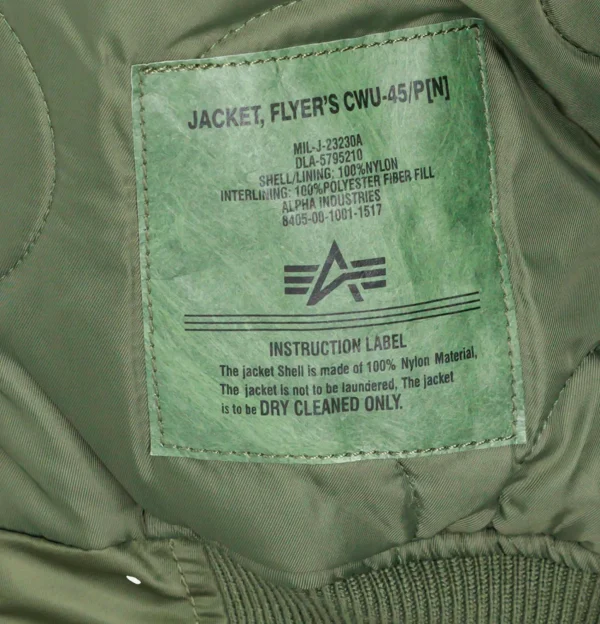 JACKET, FLYER'S CWU-45/P[N]
MIL-J-23230A
DLA-5795210
SHELL/LINING: 100%NYLON
INTERLINING: 100%POLYESTER FIBER FILL
ALPHA INDUSTRIES
8405-00-1001-1517
INSTRUCTION LABEL
The jacket Shell is made of 100% Nylon Material,
The jacket is not to be laundered, The jacket
is to be DRY CLEANED ONLY.